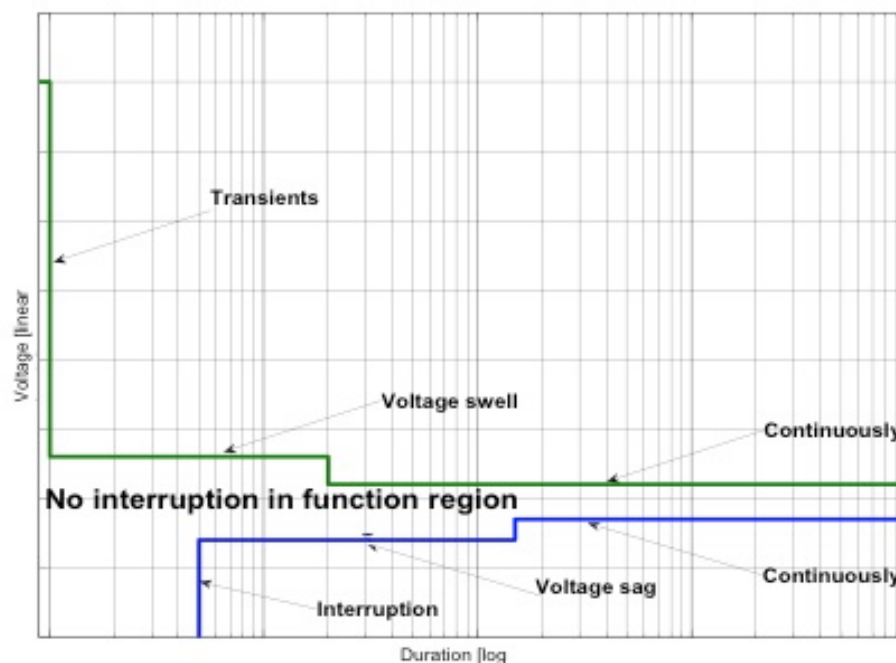 Transients
Voltage [linear
Voltage swell
Continuously
No interruption in function region
Continuously
Voltage sag
Interruption
Duration [log